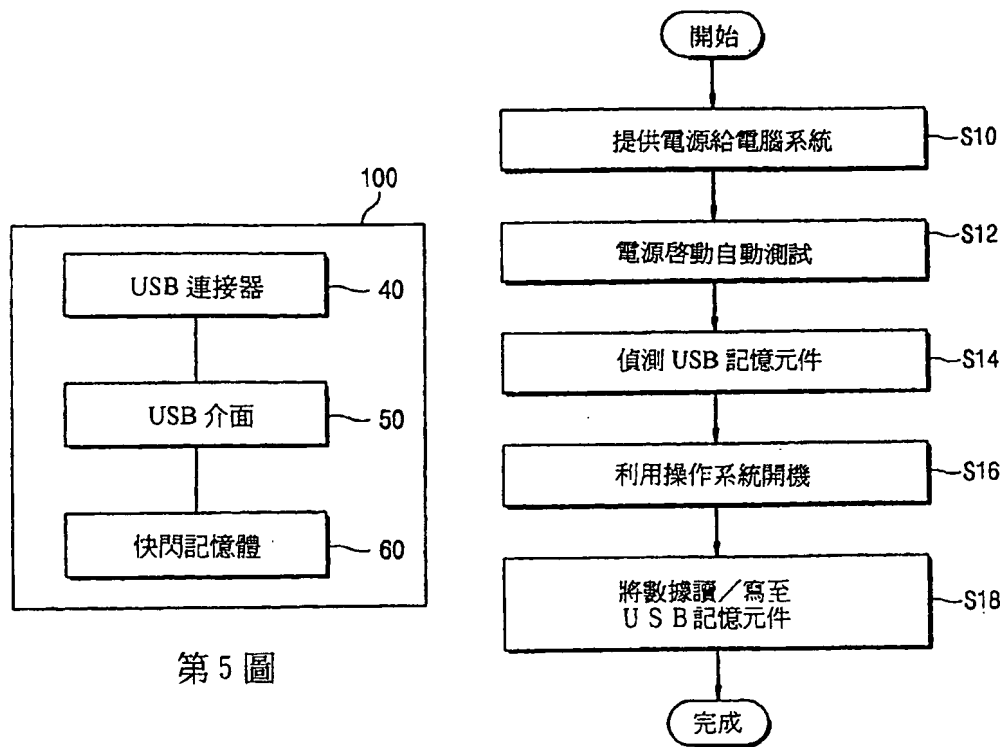 100
USB 連接器
40
USB 介面
50
快閃記憶體
60
第 5 圖
開始
提供電源給電腦系統
S10
電源啓動自動測試
S12
偵測 USB 記憶元件
S14
利用操作系統開機
S16
將數據讀／寫至
USB記憶元件
S18
完成